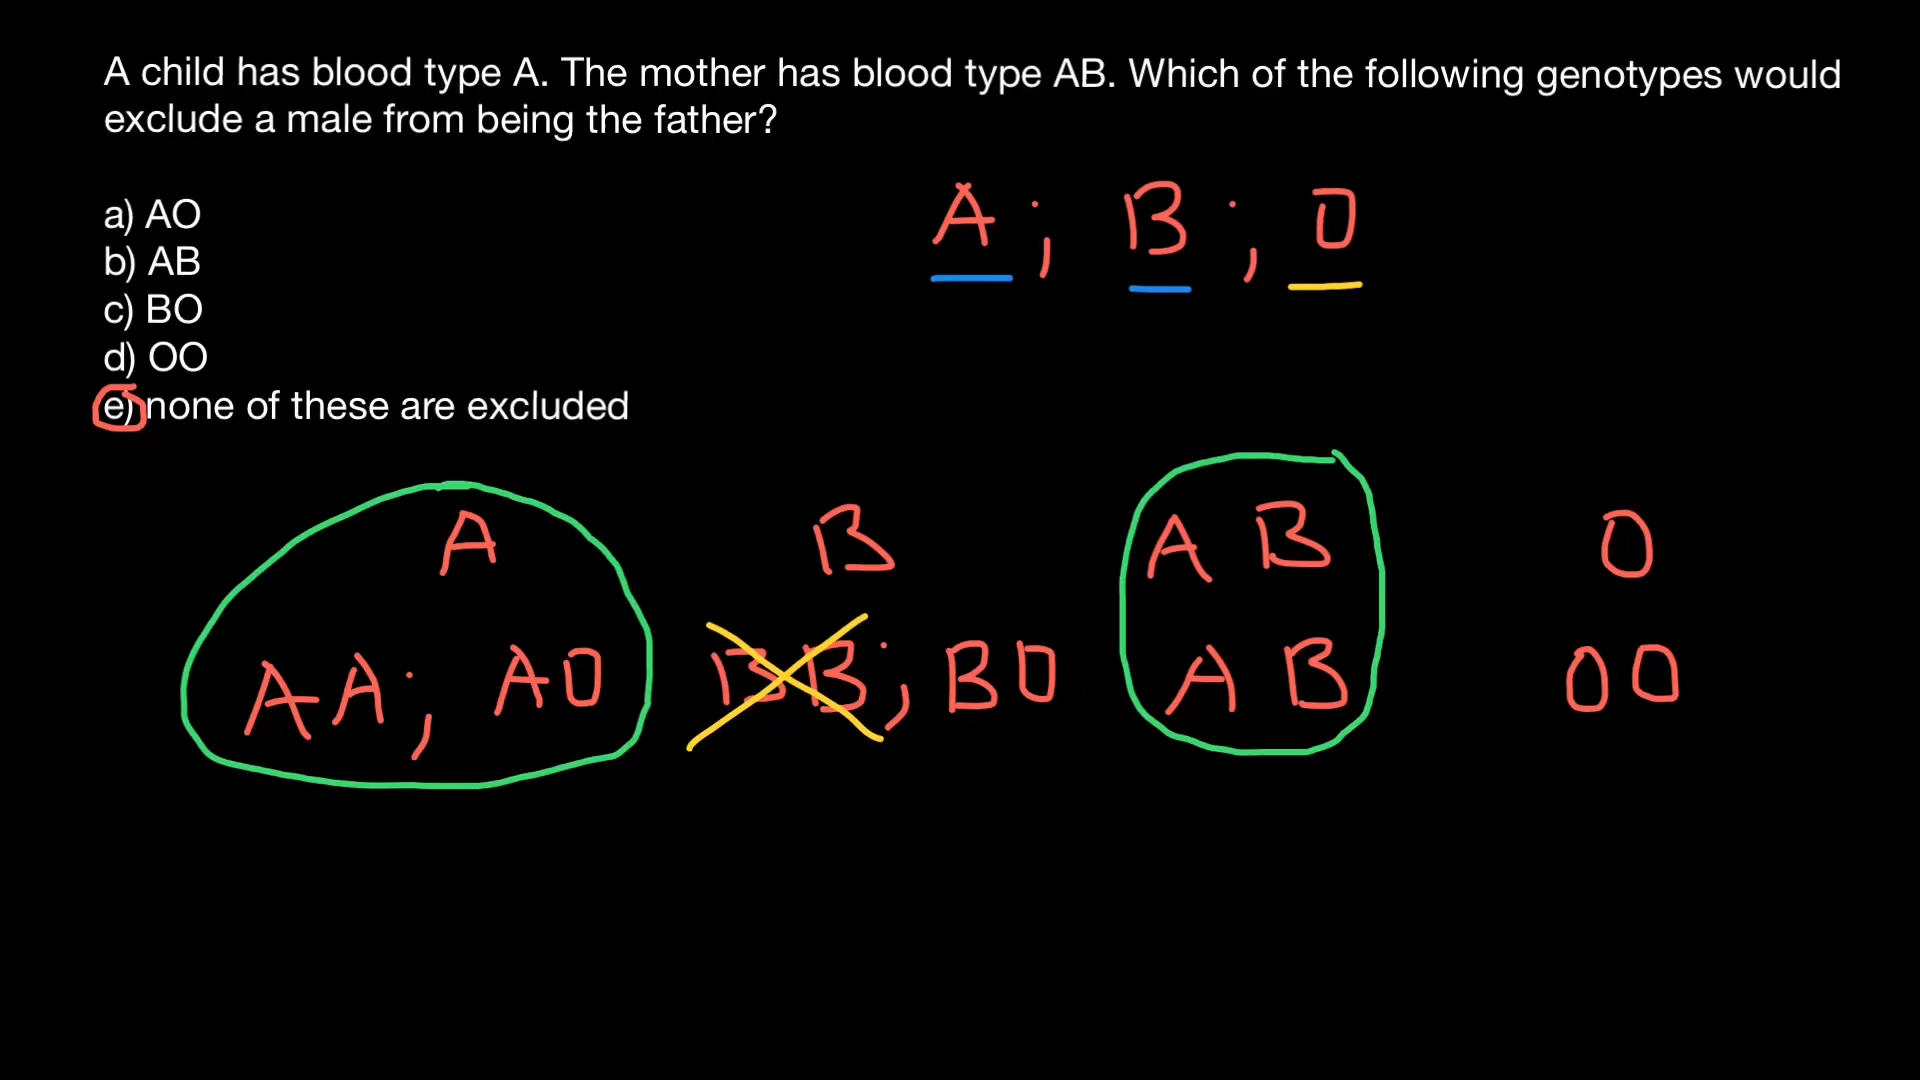 A child has blood type A. The mother has blood type AB. Which of the following genotypes would
exclude a male from being the father?
a) AO
b) AB
c) BO
d) OO
e) none of these are excluded
A ; B ; O
A B AB O
AA; AO BB; BO AB OO